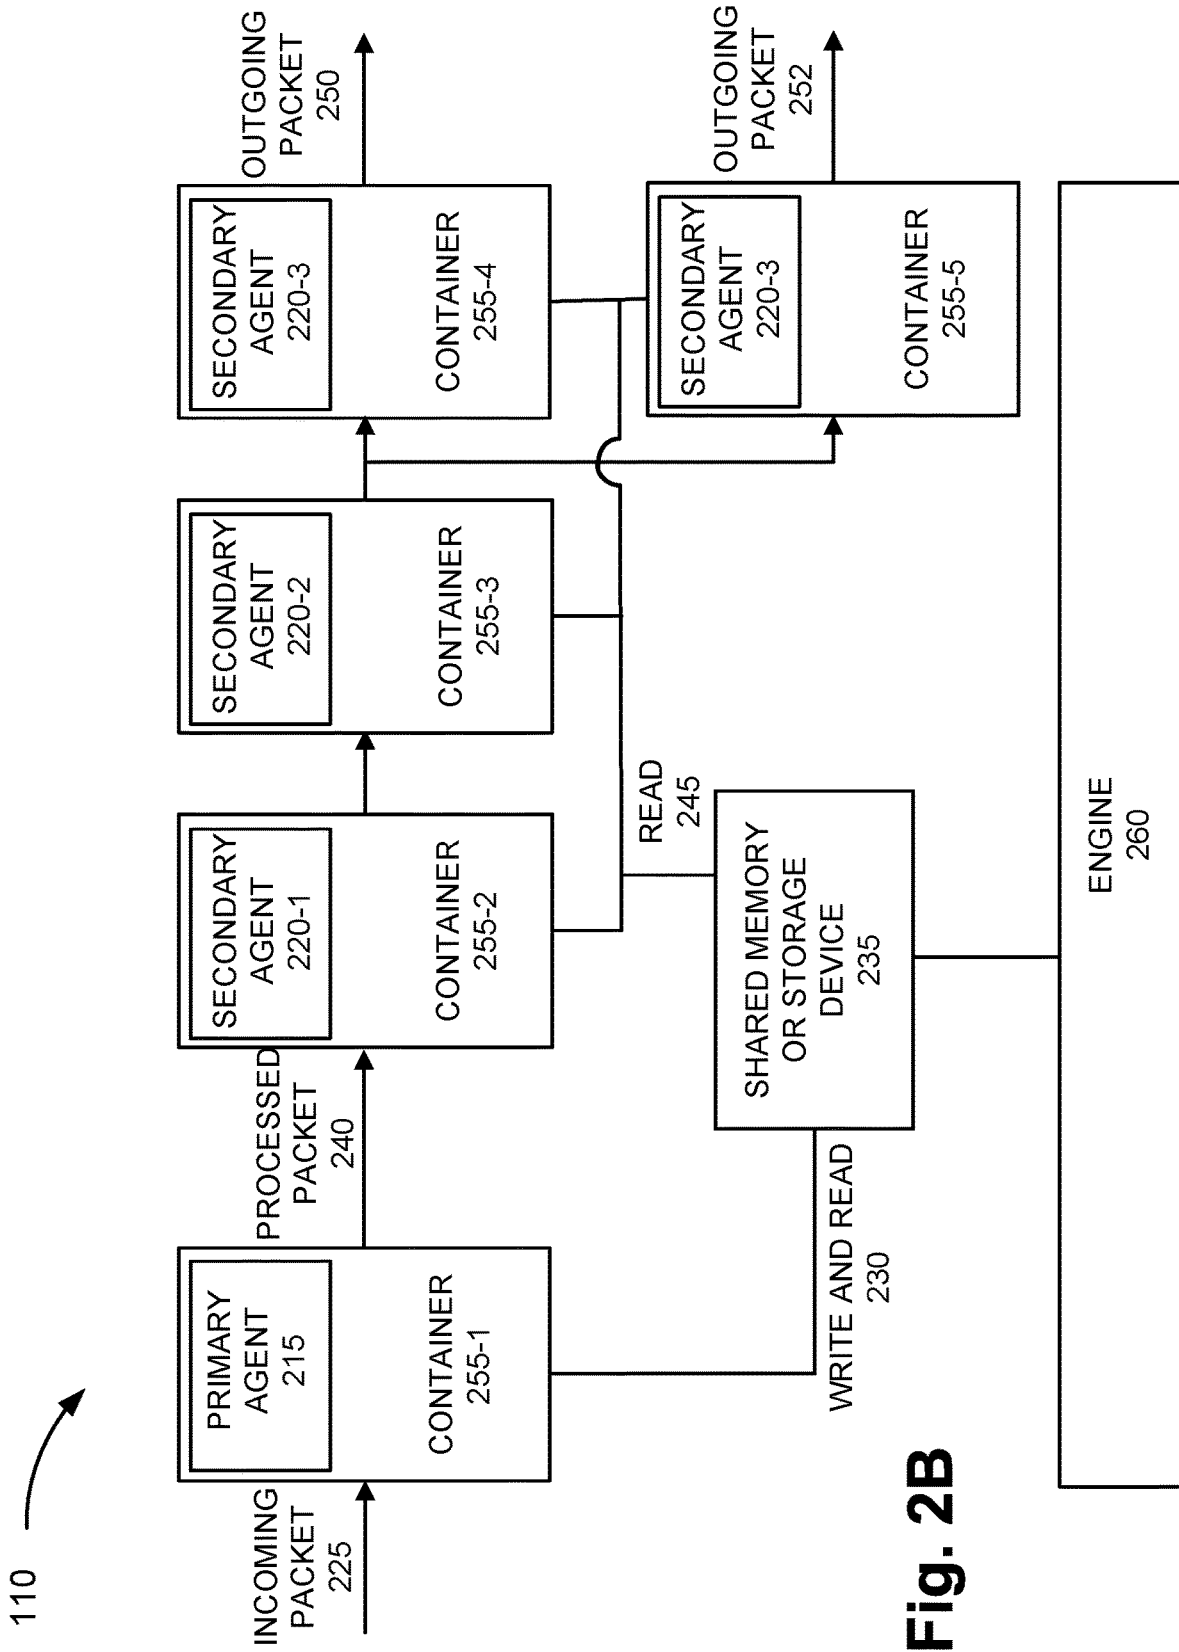 110
INCOMING
PACKET
225
PRIMARY
AGENT
215
CONTAINER
255-1
PROCESSED
PACKET
240
SECONDARY
AGENT
220-1
CONTAINER
255-2
SECONDARY
AGENT
220-2
CONTAINER
255-3
SECONDARY
AGENT
220-3
CONTAINER
255-4
OUTGOING
PACKET
250
SECONDARY
AGENT
220-3
CONTAINER
255-5
OUTGOING
PACKET
252
WRITE AND READ
230
SHARED MEMORY
OR STORAGE
DEVICE
235
READ
245
ENGINE
260
Fig. 2B